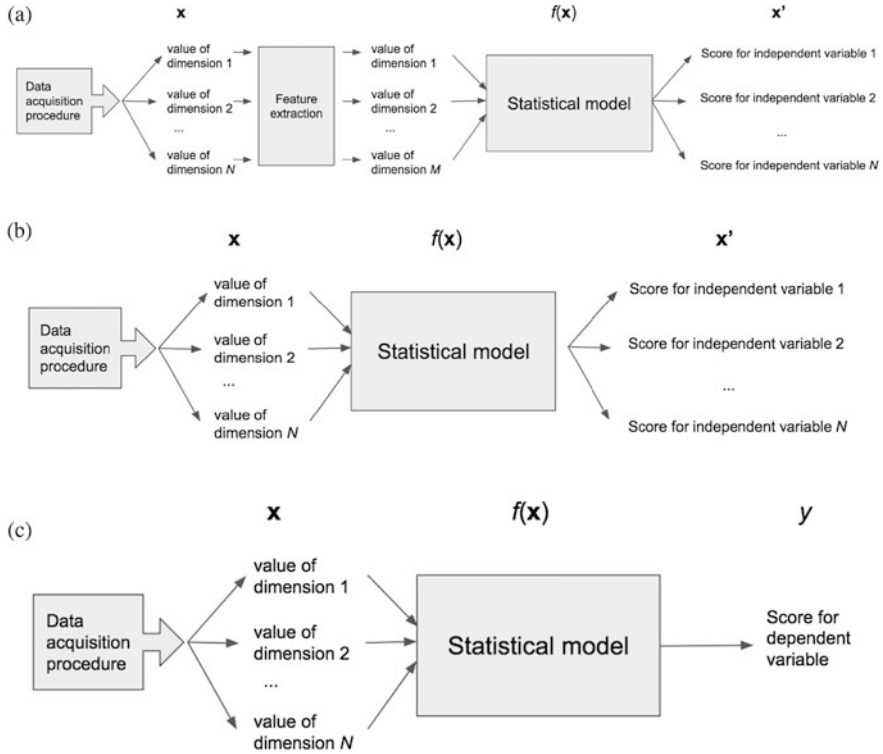 (a)
x
f(x)
x'
Data
acquisition
procedure
value of
dimension 1
value of
dimension 2
...
value of
dimension N
Feature
extraction
value of
dimension 1
value of
dimension 2
...
value of
dimension M
Statistical model
Score for independent variable 1
Score for independent variable 2
...
Score for independent variable N
(b)
x
f(x)
x'
Data
acquisition
procedure
value of
dimension 1
value of
dimension 2
...
value of
dimension N
Statistical model
Score for independent variable 1
Score for independent variable 2
...
Score for independent variable N
(c)
x
f(x)
y
Data
acquisition
procedure
value of
dimension 1
value of
dimension 2
...
value of
dimension N
Statistical model
Score for
dependent
variable